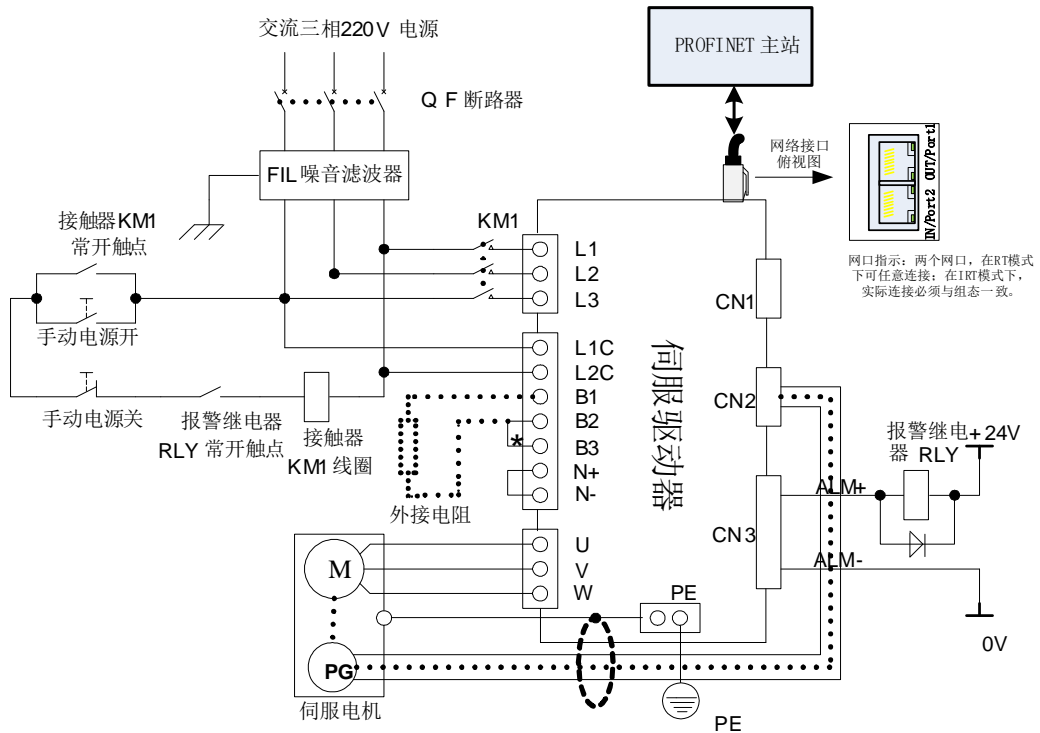 交流三相220V 电源
QF 断路器
FIL 噪音滤波器
接触器KM1
常开触点
手动电源开
手动电源关
报警继电器
RLY 常开触点
接触器
KM1 线圈
KM1
L1
L2
L3
L1C
L2C
B1
B2
*
B3
N+
N-
外接电阻
U
V
W
M
PG
伺服电机
伺服驱动器
PROFINET 主站
网络接口
俯视图
IN/Port2 OUT/Port1
网口指示：两个网口，在RT模式
下可任意连接；在IRT模式下，
实际连接必须与组态一致。
CN1
CN2
CN3
ALM+
ALM-
报警继电
器 RLY
+24V
0V
PE
PE